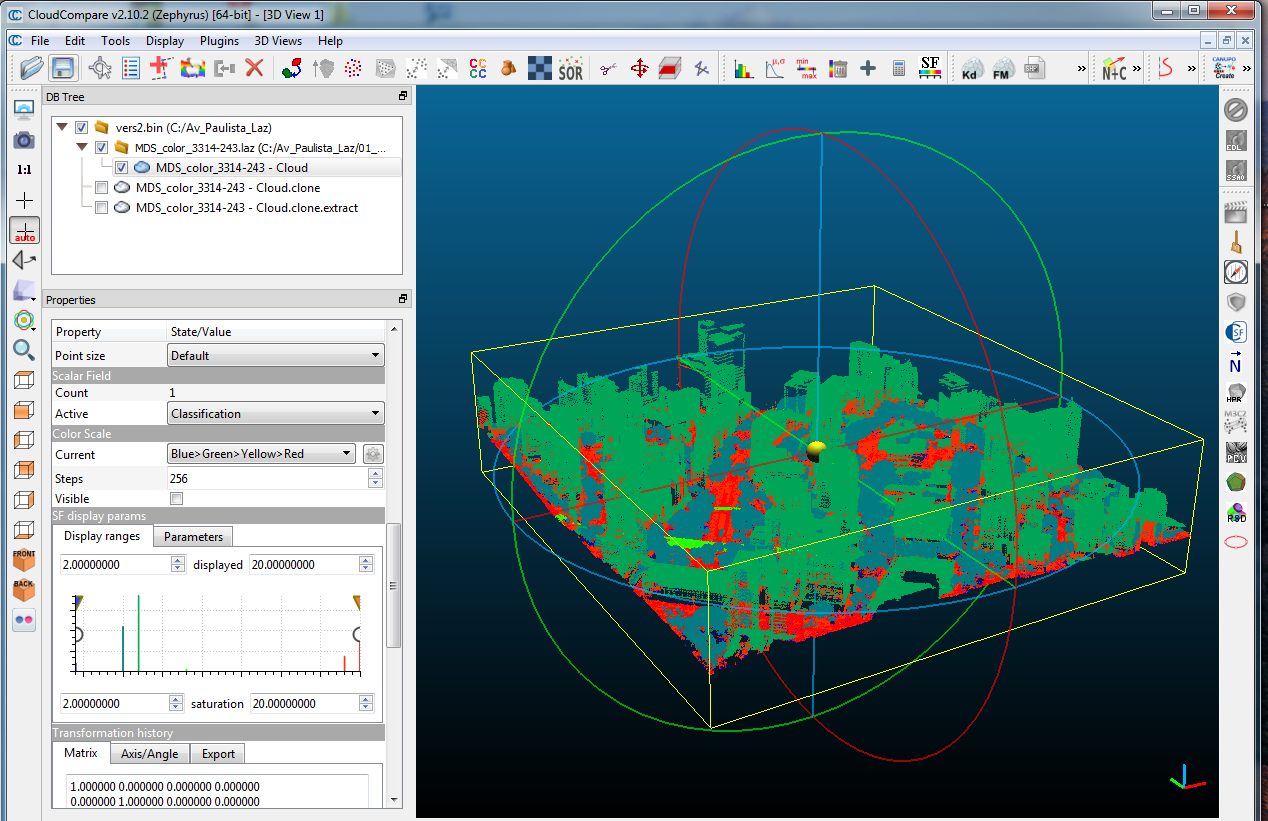 CloudCompare v2.10.2 (Zephyrus) [64-bit] - [3D View 1]
File Edit Tools Display Plugins 3D Views Help
SOR
μ,σ
min max
SF
Kd
FM
»
N+C
»
»
CANUPO Create
»
DB Tree
vers2.bin (C:/Av_Paulista_Laz)
MDS_color_3314-243.laz (C:/Av_Paulista_Laz/01_...
MDS_color_3314-243 - Cloud
MDS_color_3314-243 - Cloud.clone
MDS_color_3314-243 - Cloud.clone.extract
1:1
auto
FRONT
BACK
Properties
Property State/Value
Point size Default
Scalar Field
Count 1
Active Classification
Color Scale
Current Blue>Green>Yellow>Red
Steps 256
Visible
SF display params
Display ranges Parameters
2.00000000 displayed 20.00000000
2.00000000 saturation 20.00000000
Transformation history
Matrix Axis/Angle Export
1.000000 0.000000 0.000000 0.000000
0.000000 1.000000 0.000000 0.000000
EDL
SSAO
SF
N
HPR
M3C2
PCV
RSD